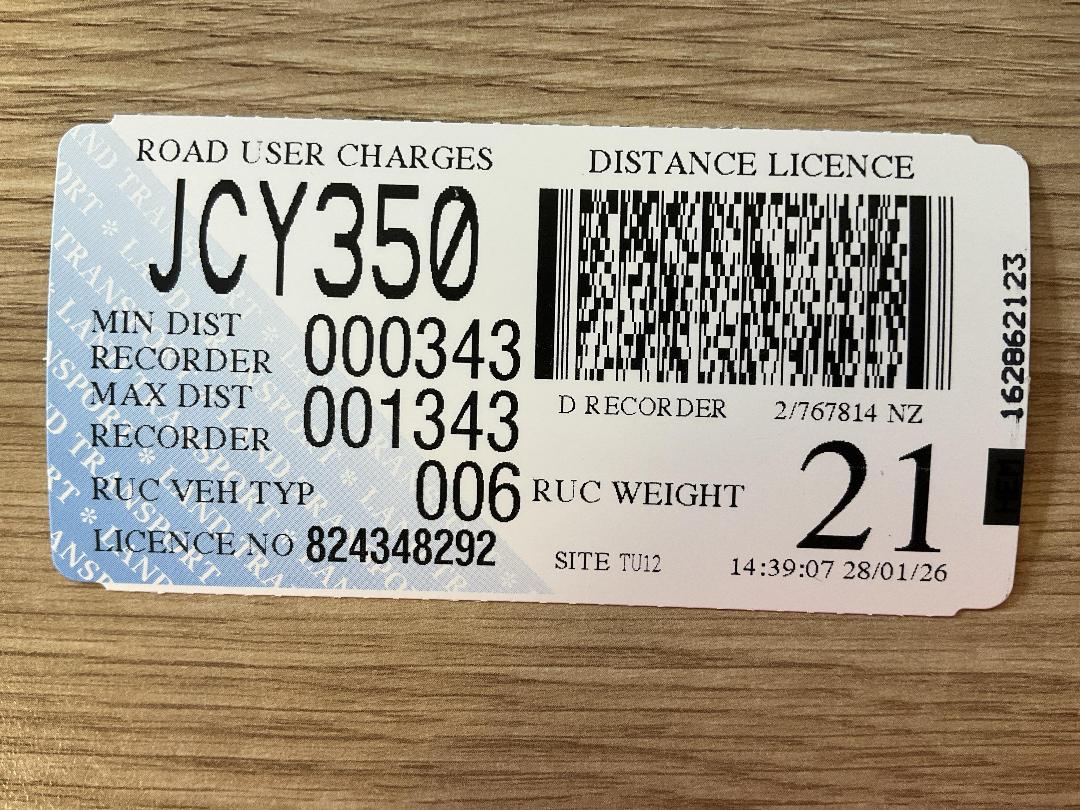 ROAD USER CHARGES
JCY350
MIN DIST
RECORDER 000343
MAX DIST
RECORDER 001343
RUC VEH TYP 006
LICENCE NO 824348292
DISTANCE LICENCE
D RECORDER 2/767814 NZ
RUC WEIGHT 21
SITE TU12 14:39:07 28/01/26
162862123